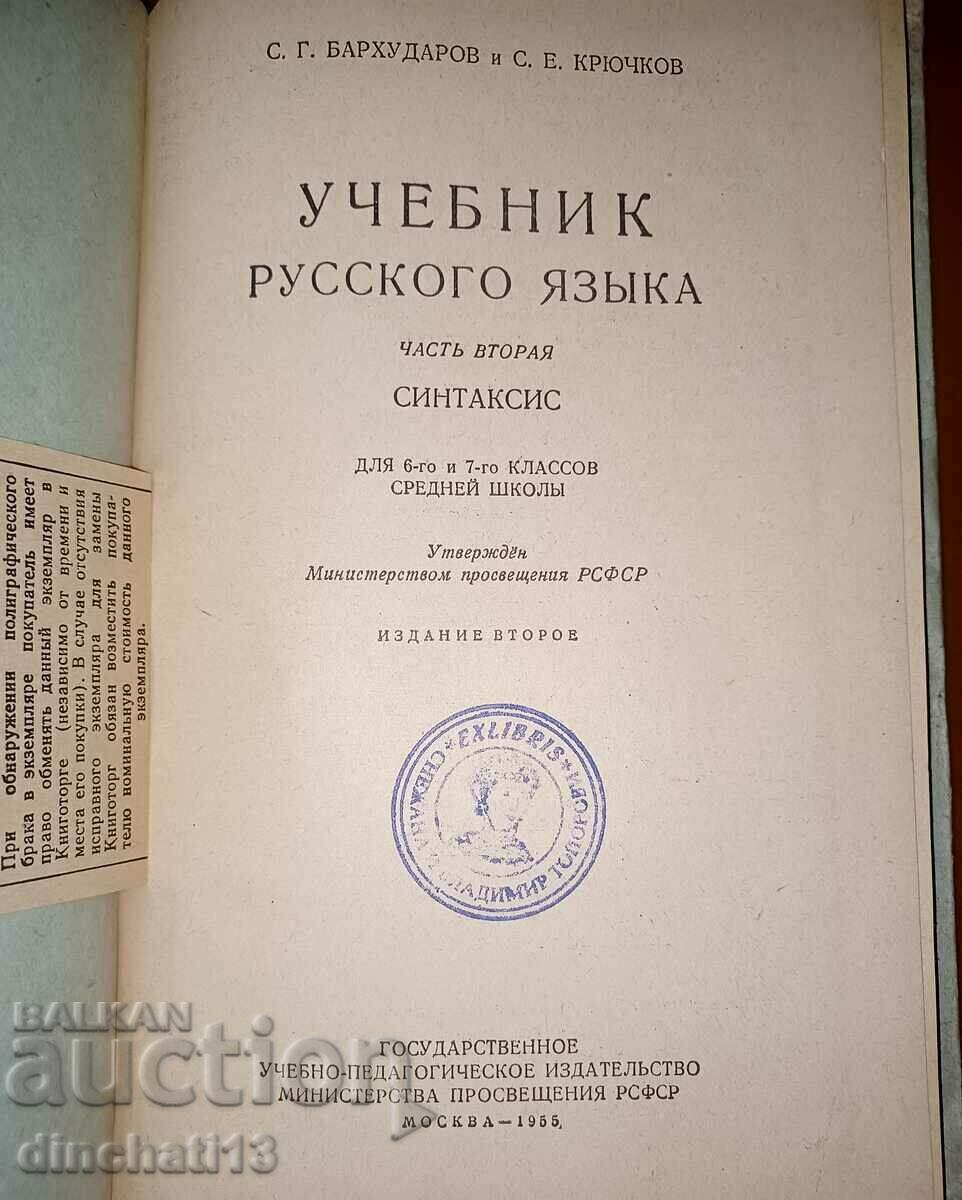 С. Г. БАРХУДАРОВ и С. Е. КРЮЧКОВ
УЧЕБНИК
РУССКОГО ЯЗЫКА
ЧАСТЬ ВТОРАЯ
СИНТАКСИС
ДЛЯ 6-го и 7-го КЛАССОВ
СРЕДНЕЙ ШКОЛЫ
Утверждён
Министерством просвещения РСФСР
ИЗДАНИЕ ВТОРОЕ
*EXLIBRIS*
СНЕЖАНА И ВЛАДИМИР ТОПОРОВИ
ГОСУДАРСТВЕННОЕ
УЧЕБНО-ПЕДАГОГИЧЕСКОЕ ИЗДАТЕЛЬСТВО
МИНИСТЕРСТВА ПРОСВЕЩЕНИЯ РСФСР
МОСКВА—1955
При обнаружении полиграфического
брака в экземпляре покупатель имеет
право обменять данный экземпляр в
Книготорге (независимо от времени и
места его покупки). В случае отсутствия
исправного экземпляра для замены
Книготорг обязан возместить покупа-
телю номинальную стоимость данного
экземпляра.
BALKAN
auction
dinchati13